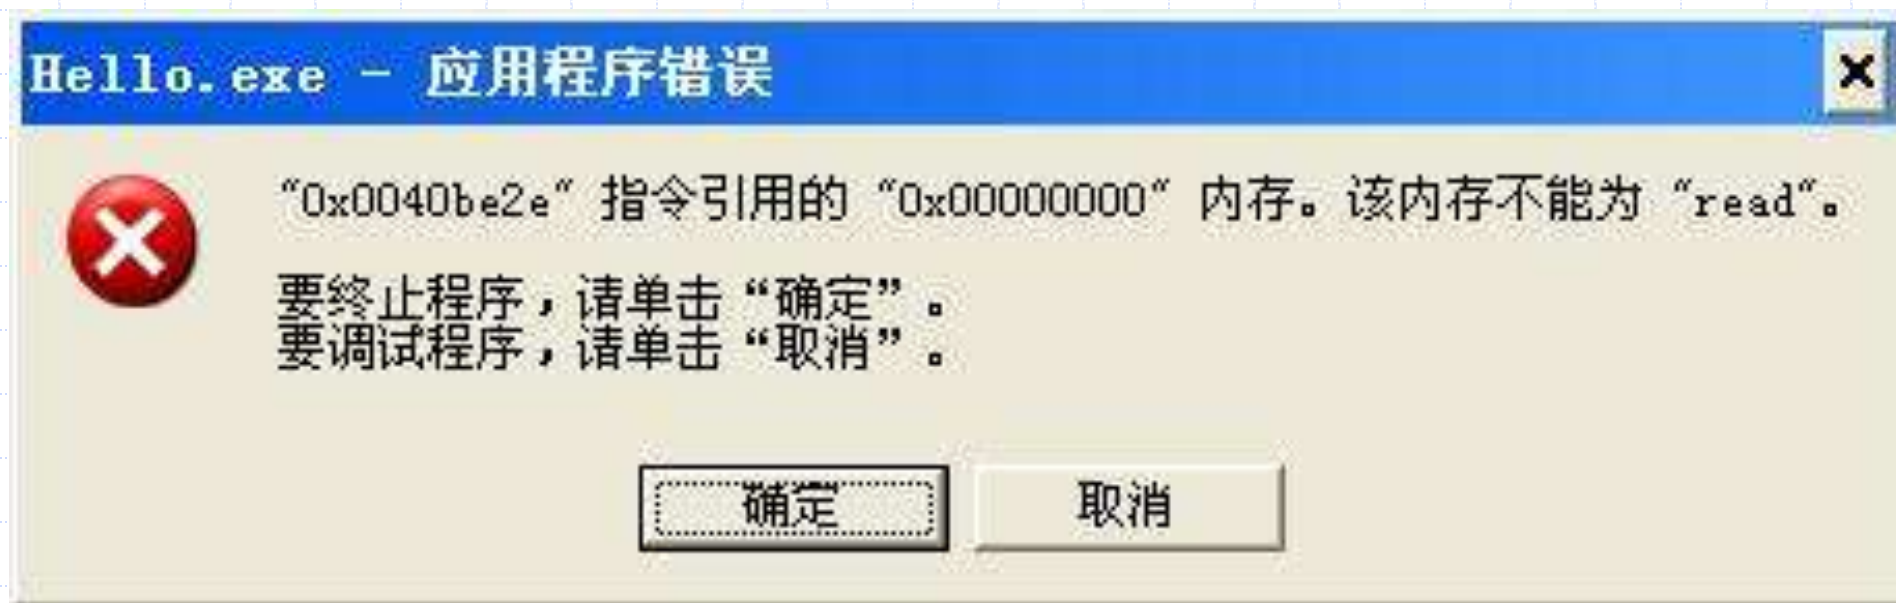 Hello.exe - 应用程序错误
"0x0040be2e" 指令引用的 "0x00000000" 内存。该内存不能为 "read"。
要终止程序，请单击“确定”。
要调试程序，请单击“取消”。
确定 取消